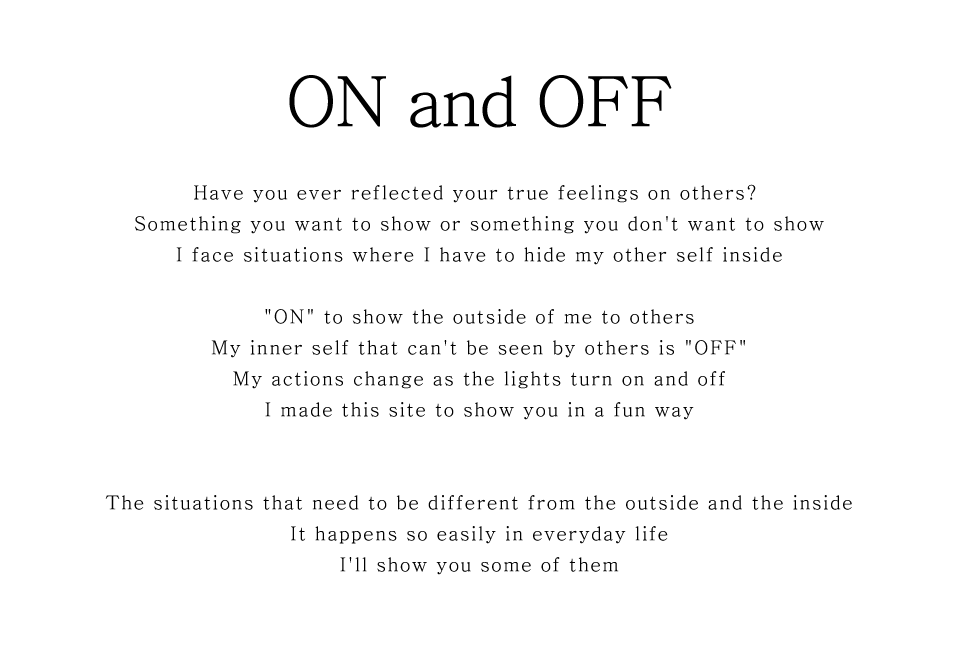 ON and OFF
Have you ever reflected your true feelings on others?
Something you want to show or something you don't want to show
I face situations where I have to hide my other self inside
"ON" to show the outside of me to others
My inner self that can't be seen by others is "OFF"
My actions change as the lights turn on and off
I made this site to show you in a fun way
The situations that need to be different from the outside and the inside
It happens so easily in everyday life
I'll show you some of them